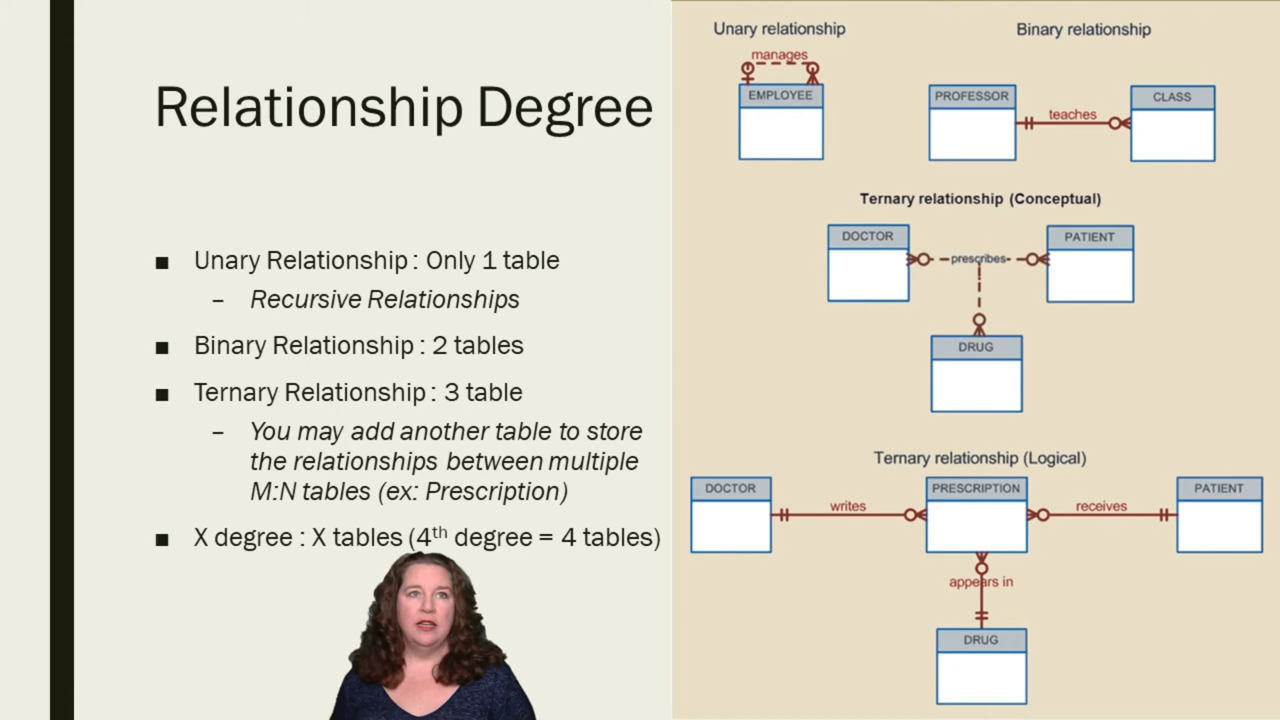 Relationship Degree
■ Unary Relationship : Only 1 table
– Recursive Relationships
■ Binary Relationship : 2 tables
■ Ternary Relationship : 3 table
– You may add another table to store
the relationships between multiple
M:N tables (ex: Prescription)
■ X degree : X tables (4th degree = 4 tables)
Unary relationship
manages
EMPLOYEE
Binary relationship
PROFESSOR
teaches
CLASS
Ternary relationship (Conceptual)
DOCTOR
prescribes
PATIENT
DRUG
Ternary relationship (Logical)
DOCTOR
writes
PRESCRIPTION
receives
PATIENT
appears in
DRUG